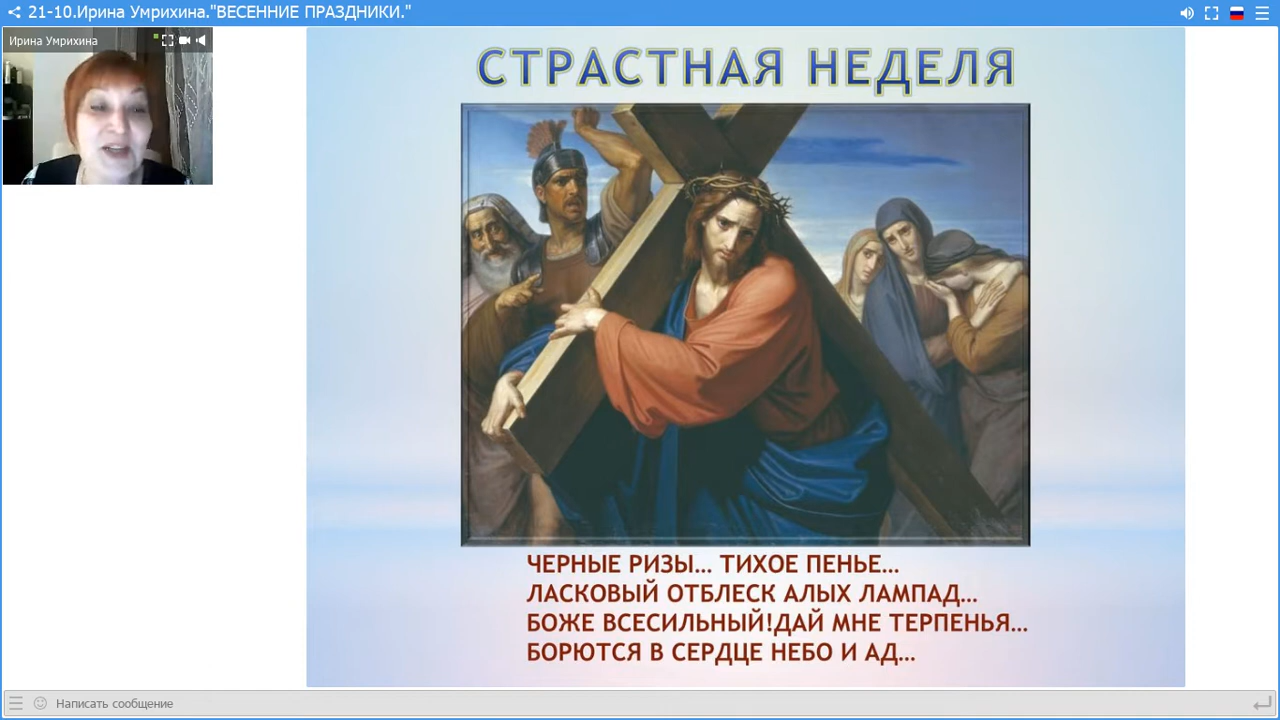 21-10.Ирина Умрихина."ВЕСЕННИЕ ПРАЗДНИКИ."
Ирина Умрихина
СТРАСТНАЯ НЕДЕЛЯ
ЧЕРНЫЕ РИЗЫ… ТИХОЕ ПЕНЬЕ…
ЛАСКОВЫЙ ОТБЛЕСК АЛЫХ ЛАМПАД…
БОЖЕ ВСЕСИЛЬНЫЙ!ДАЙ МНЕ ТЕРПЕНЬЯ…
БОРЮТСЯ В СЕРДЦЕ НЕБО И АД…
Написать сообщение